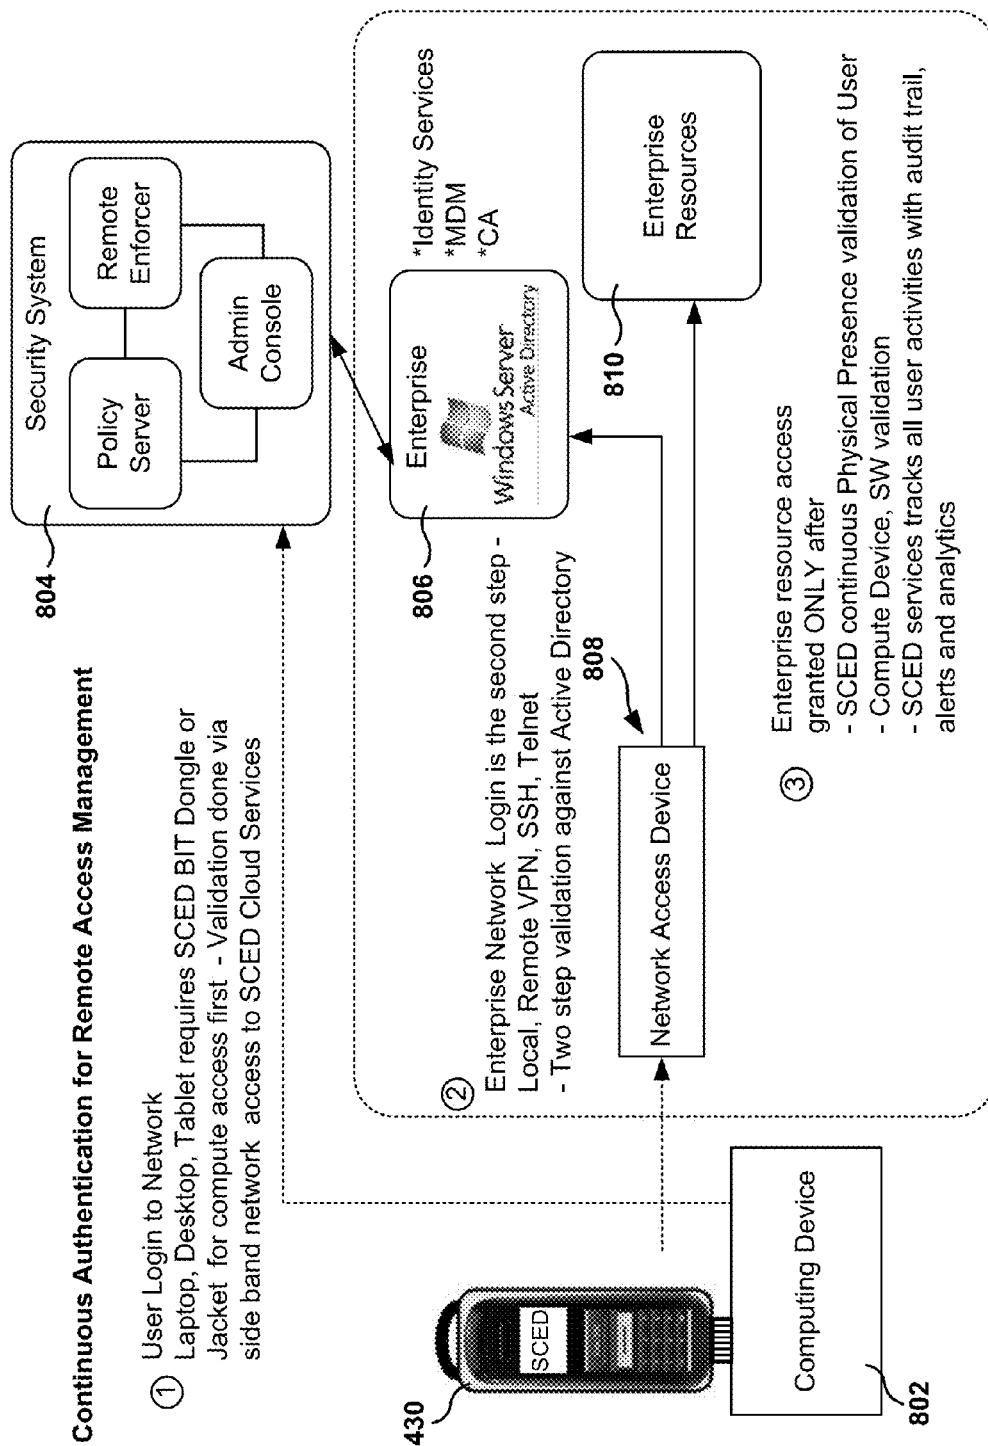 Continuous Authentication for Remote Access Management
① User Login to Network
Laptop, Desktop, Tablet requires SCED BIT Dongle or
Jacket for compute access first - Validation done via
side band network access to SCED Cloud Services
804
Security System
Policy
Server
Remote
Enforcer
Admin
Console
② Enterprise Network Login is the second step -
Local, Remote VPN, SSH, Telnet
- Two step validation against Active Directory
806
Enterprise
Windows Server
Active Directory
*Identity Services
*MDM
*CA
430
SCED
Computing Device
802
Network Access Device
808
810
Enterprise
Resources
③ Enterprise resource access
granted ONLY after
- SCED continuous Physical Presence validation of User
- Compute Device, SW validation
- SCED services tracks all user activities with audit trail,
alerts and analytics